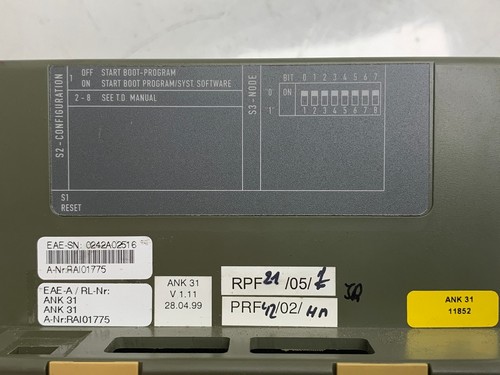 S2-CONFIGURATION
1 OFF START BOOT-PROGRAM
ON START BOOT PROGRAM/SYST. SOFTWARE
2-8 SEE T.D. MANUAL
S3-NODE
BIT 0 1 2 3 4 5 6 7
'0' ON
'1' 1 2 3 4 5 6 7 8
S1
RESET
EAE-SN: 0242A02516
A-Nr:RAI01775
EAE-A / RL-Nr:
ANK 31
ANK 31
A-Nr:RAI01775
ANK 31
V 1.11
28.04.99
RPF 21/05/
PRF 42/02/
ANK 31
11852